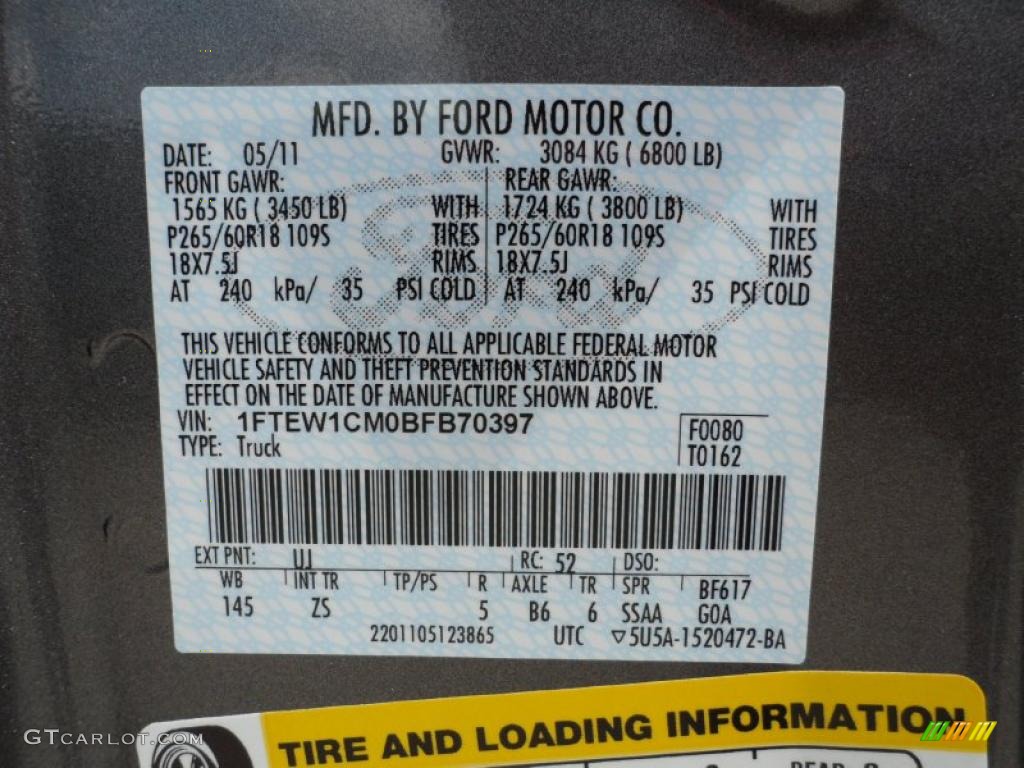 MFD. BY FORD MOTOR CO.
DATE: 05/11 GVWR: 3084 KG ( 6800 LB)
FRONT GAWR: REAR GAWR:
1565 KG ( 3450 LB) WITH 1724 KG ( 3800 LB) WITH
P265/60R18 109S TIRES P265/60R18 109S TIRES
18X7.5J RIMS 18X7.5J RIMS
AT 240 kPa/ 35 PSI COLD AT 240 kPa/ 35 PSI COLD
THIS VEHICLE CONFORMS TO ALL APPLICABLE FEDERAL MOTOR
VEHICLE SAFETY AND THEFT PREVENTION STANDARDS IN
EFFECT ON THE DATE OF MANUFACTURE SHOWN ABOVE.
VIN: 1FTEW1CM0BFB70397 F0080
TYPE: Truck T0162
EXT PNT: UJ RC: 52 DSO:
WB INT TR TP/PS R AXLE TR SPR BF617
145 ZS 5 B6 6 SSAA GOA
2201105123865 UTC ▽5U5A-1520472-BA
TIRE AND LOADING INFORMATION
GTCARLOT.COM